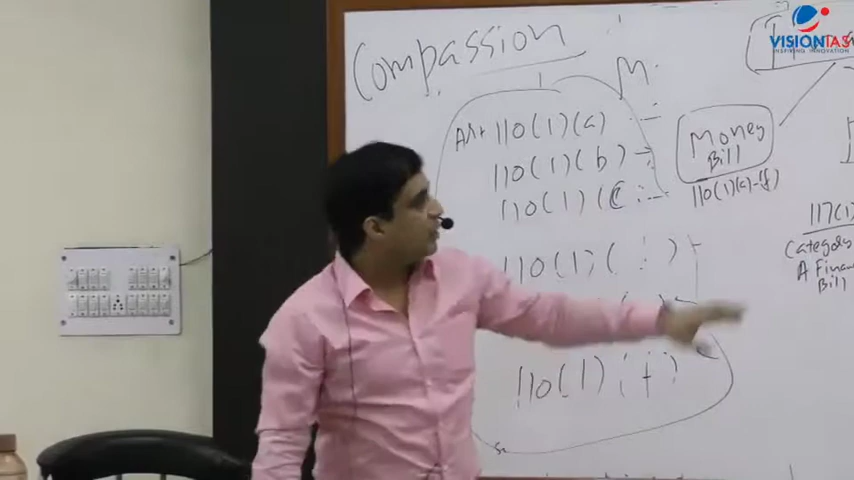 VISIONIAS
INSPIRING INNOVATION
Compassion
M
Art 110(1)(a)
110(1)(b)
110(1)(c
110(1)(
110(1)(f)
Money
Bill
110(1)(a)-(f)
117(1)
Category
A Finan
Bill